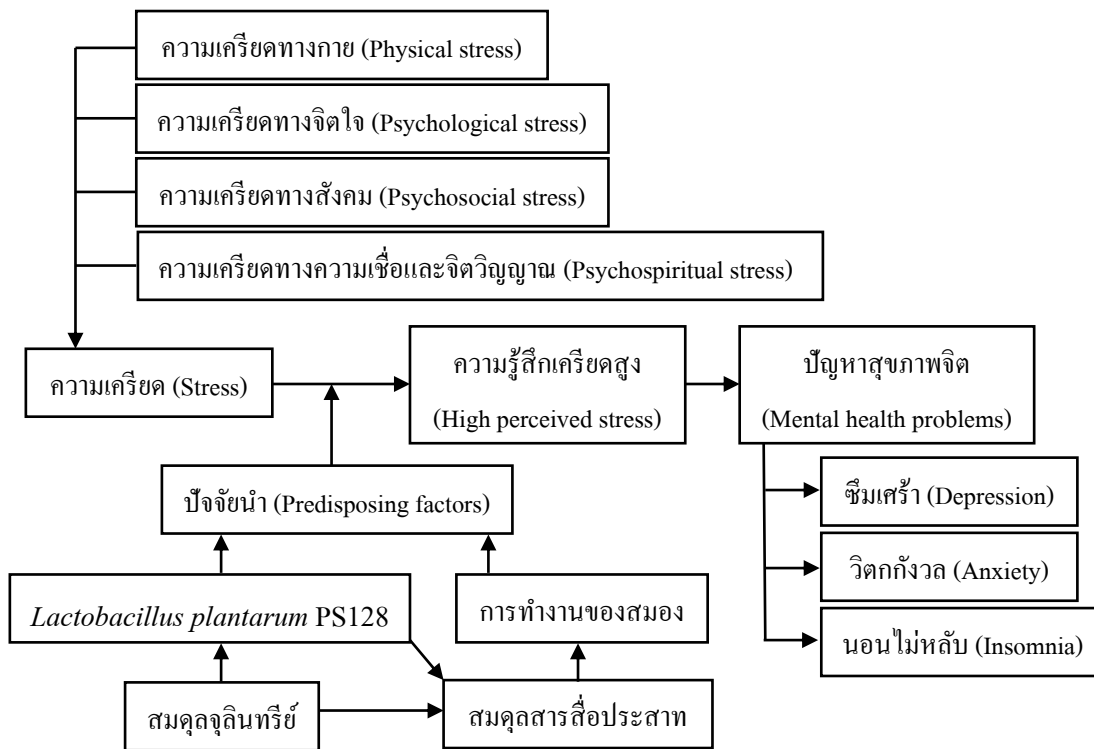 ความเครียดทางกาย (Physical stress)
ความเครียดทางจิตใจ (Psychological stress)
ความเครียดทางสังคม (Psychosocial stress)
ความเครียดทางความเชื่อและจิตวิญญาณ (Psychospiritual stress)
ความเครียด (Stress)
ความรู้สึกเครียดสูง
(High perceived stress)
ปัญหาสุขภาพจิต
(Mental health problems)
ปัจจัยนำ (Predisposing factors)
ซึมเศร้า (Depression)
วิตกกังวล (Anxiety)
นอนไม่หลับ (Insomnia)
Lactobacillus plantarum PS128
การทำงานของสมอง
สมดุลจุลินทรีย์
สมดุลสารสื่อประสาท